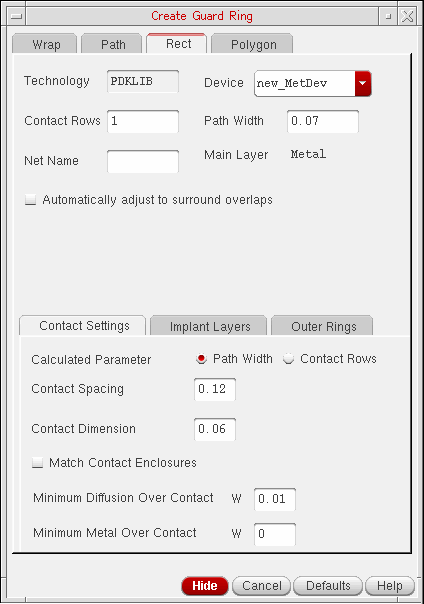 Create Guard Ring
Wrap Path Rect Polygon
Technology PDKLIB Device new_MetDev
Contact Rows 1 Path Width 0.07
Net Name Main Layer Metal
Automatically adjust to surround overlaps
Contact Settings Implant Layers Outer Rings
Calculated Parameter Path Width Contact Rows
Contact Spacing 0.12
Contact Dimension 0.06
Match Contact Enclosures
Minimum Diffusion Over Contact W 0.01
Minimum Metal Over Contact W 0
Hide Cancel Defaults Help